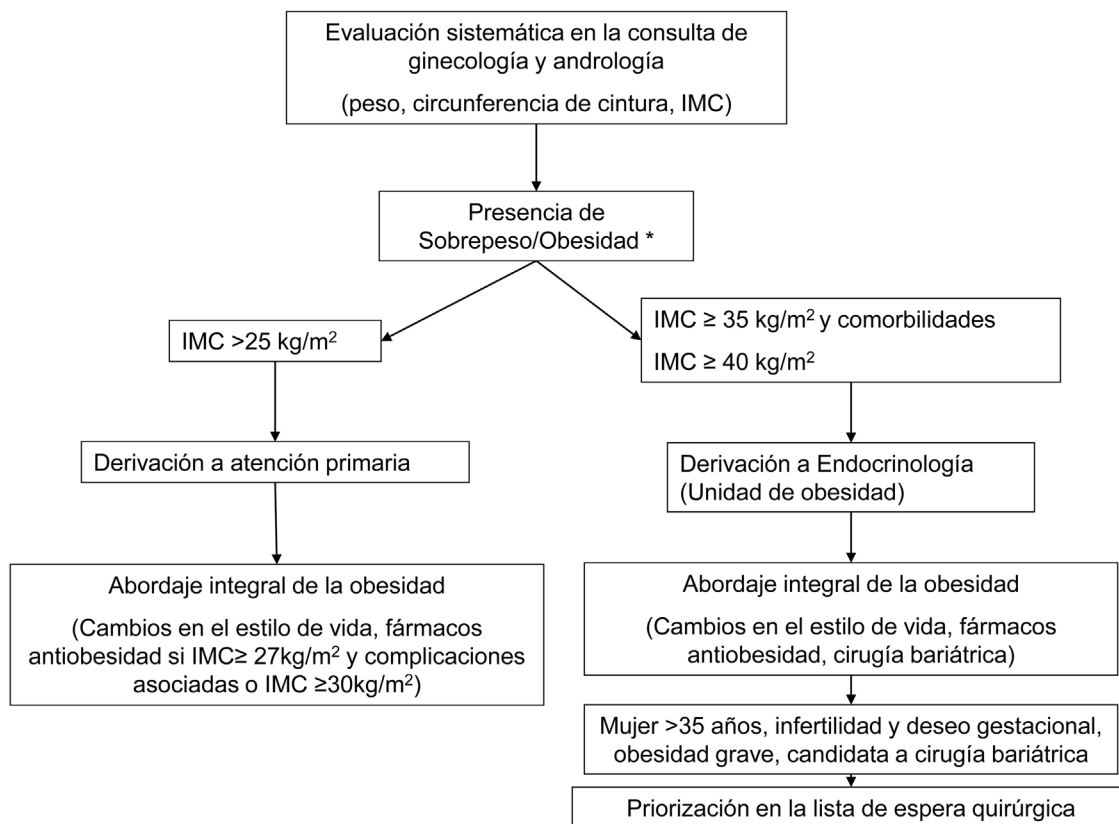 Evaluación sistemática en la consulta de
ginecología y andrología
(peso, circunferencia de cintura, IMC)
Presencia de
Sobrepeso/Obesidad *
IMC >25 kg/m²
IMC ≥ 35 kg/m² y comorbilidades
IMC ≥ 40 kg/m²
Derivación a atención primaria
Derivación a Endocrinología
(Unidad de obesidad)
Abordaje integral de la obesidad
(Cambios en el estilo de vida, fármacos
antiobesidad si IMC≥ 27kg/m² y complicaciones
asociadas o IMC ≥30kg/m²)
Abordaje integral de la obesidad
(Cambios en el estilo de vida, fármacos
antiobesidad, cirugía bariátrica)
Mujer >35 años, infertilidad y deseo gestacional,
obesidad grave, candidata a cirugía bariátrica
Priorización en la lista de espera quirúrgica